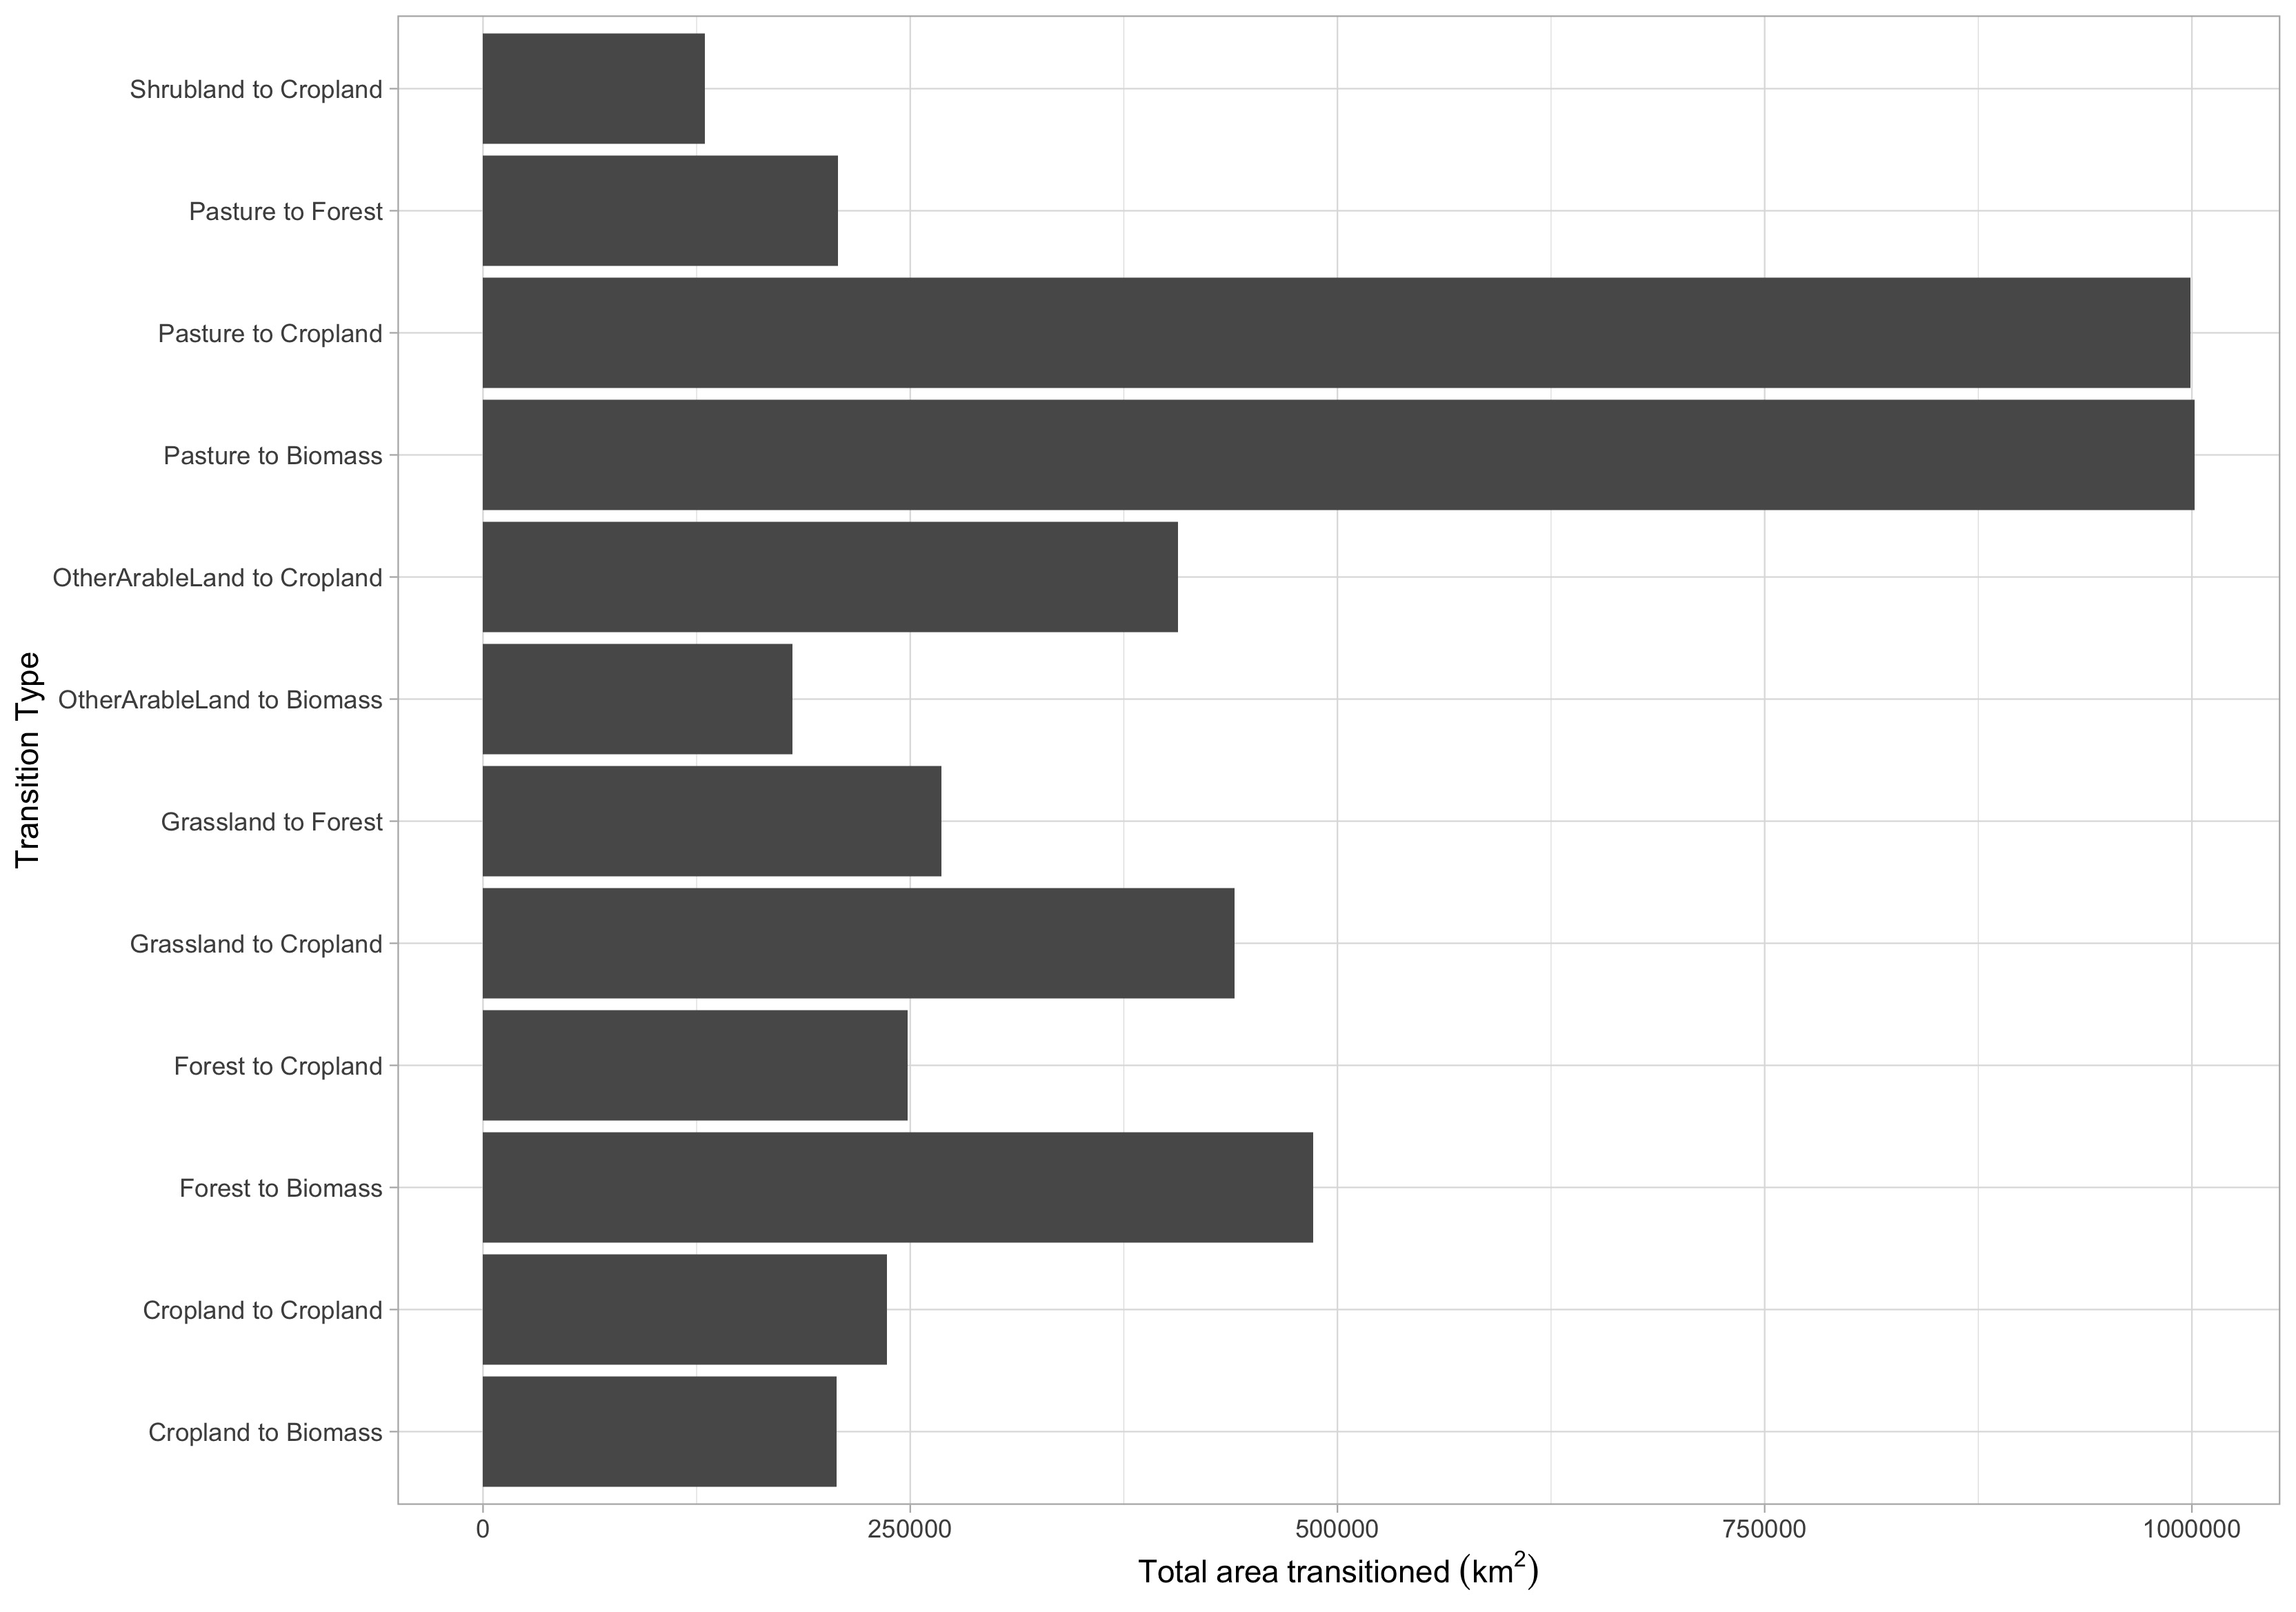 Transition Type
Shrubland to Cropland
Pasture to Forest
Pasture to Cropland
Pasture to Biomass
OtherArableLand to Cropland
OtherArableLand to Biomass
Grassland to Forest
Grassland to Cropland
Forest to Cropland
Forest to Biomass
Cropland to Cropland
Cropland to Biomass
0 250000 500000 750000 1000000
Total area transitioned (km²)